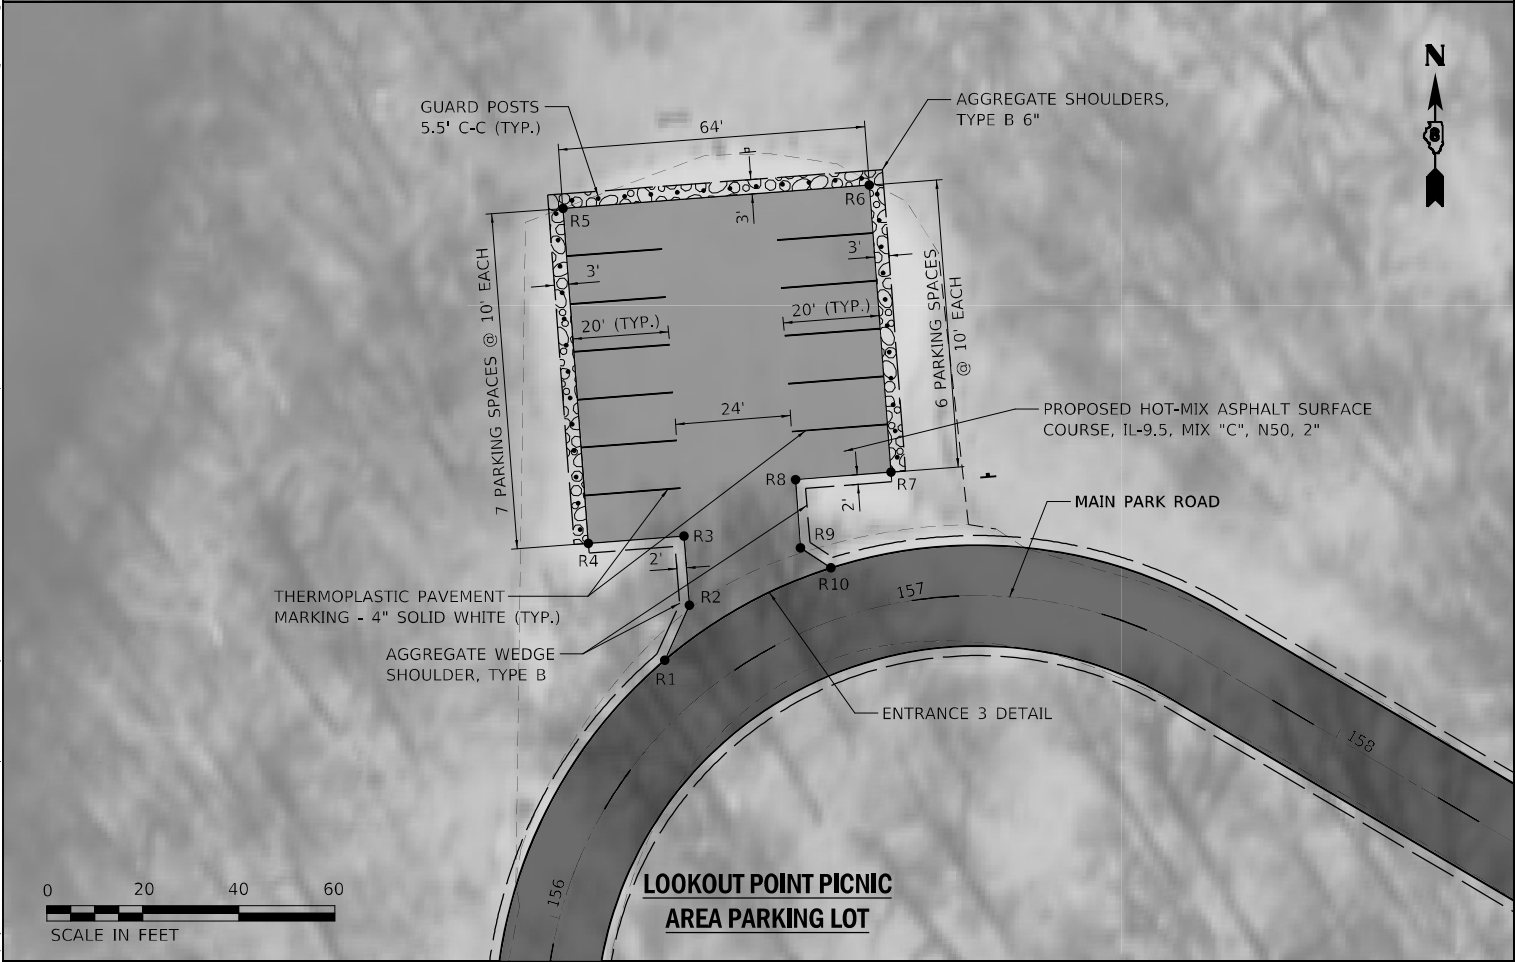 N
8
GUARD POSTS
5.5' C-C (TYP.)
64'
AGGREGATE SHOULDERS,
TYPE B 6"
R5
R6
3'
3'
3'
7 PARKING SPACES @ 10' EACH
6 PARKING SPACES
@ 10' EACH
20' (TYP.)
20' (TYP.)
24'
PROPOSED HOT-MIX ASPHALT SURFACE
COURSE, IL-9.5, MIX "C", N50, 2"
R8
R7
2'
MAIN PARK ROAD
R3
R9
R4
2'
R10
R2
THERMOPLASTIC PAVEMENT
MARKING - 4" SOLID WHITE (TYP.)
157
AGGREGATE WEDGE
SHOULDER, TYPE B
R1
ENTRANCE 3 DETAIL
158
156
0 20 40 60
SCALE IN FEET
LOOKOUT POINT PICNIC
AREA PARKING LOT